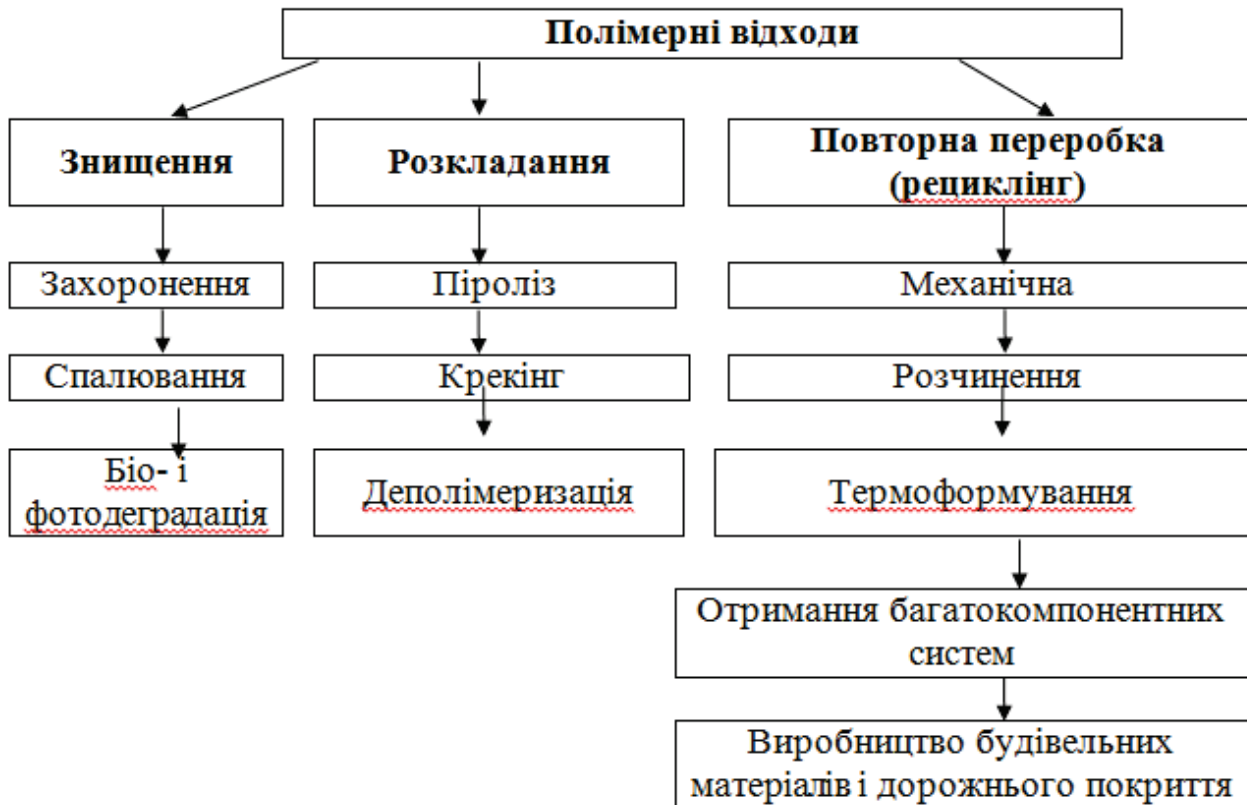 Полімерні відходи
Знищення
Розкладання
Повторна переробка
(рециклінг)
Захоронення
Піроліз
Механічна
Спалювання
Крекінг
Розчинення
Біо- і
фотодеградація
Деполімеризація
Термоформування
Отримання багатокомпонентних
систем
Виробництво будівельних
матеріалів і дорожнього покриття